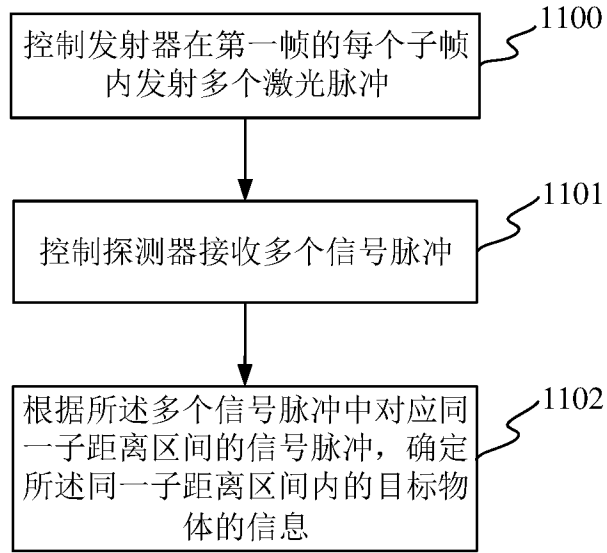 1100
控制发射器在第一帧的每个子帧
内发射多个激光脉冲
1101
控制探测器接收多个信号脉冲
1102
根据所述多个信号脉冲中对应同
一子距离区间的信号脉冲，确定
所述同一子距离区间内的目标物
体的信息